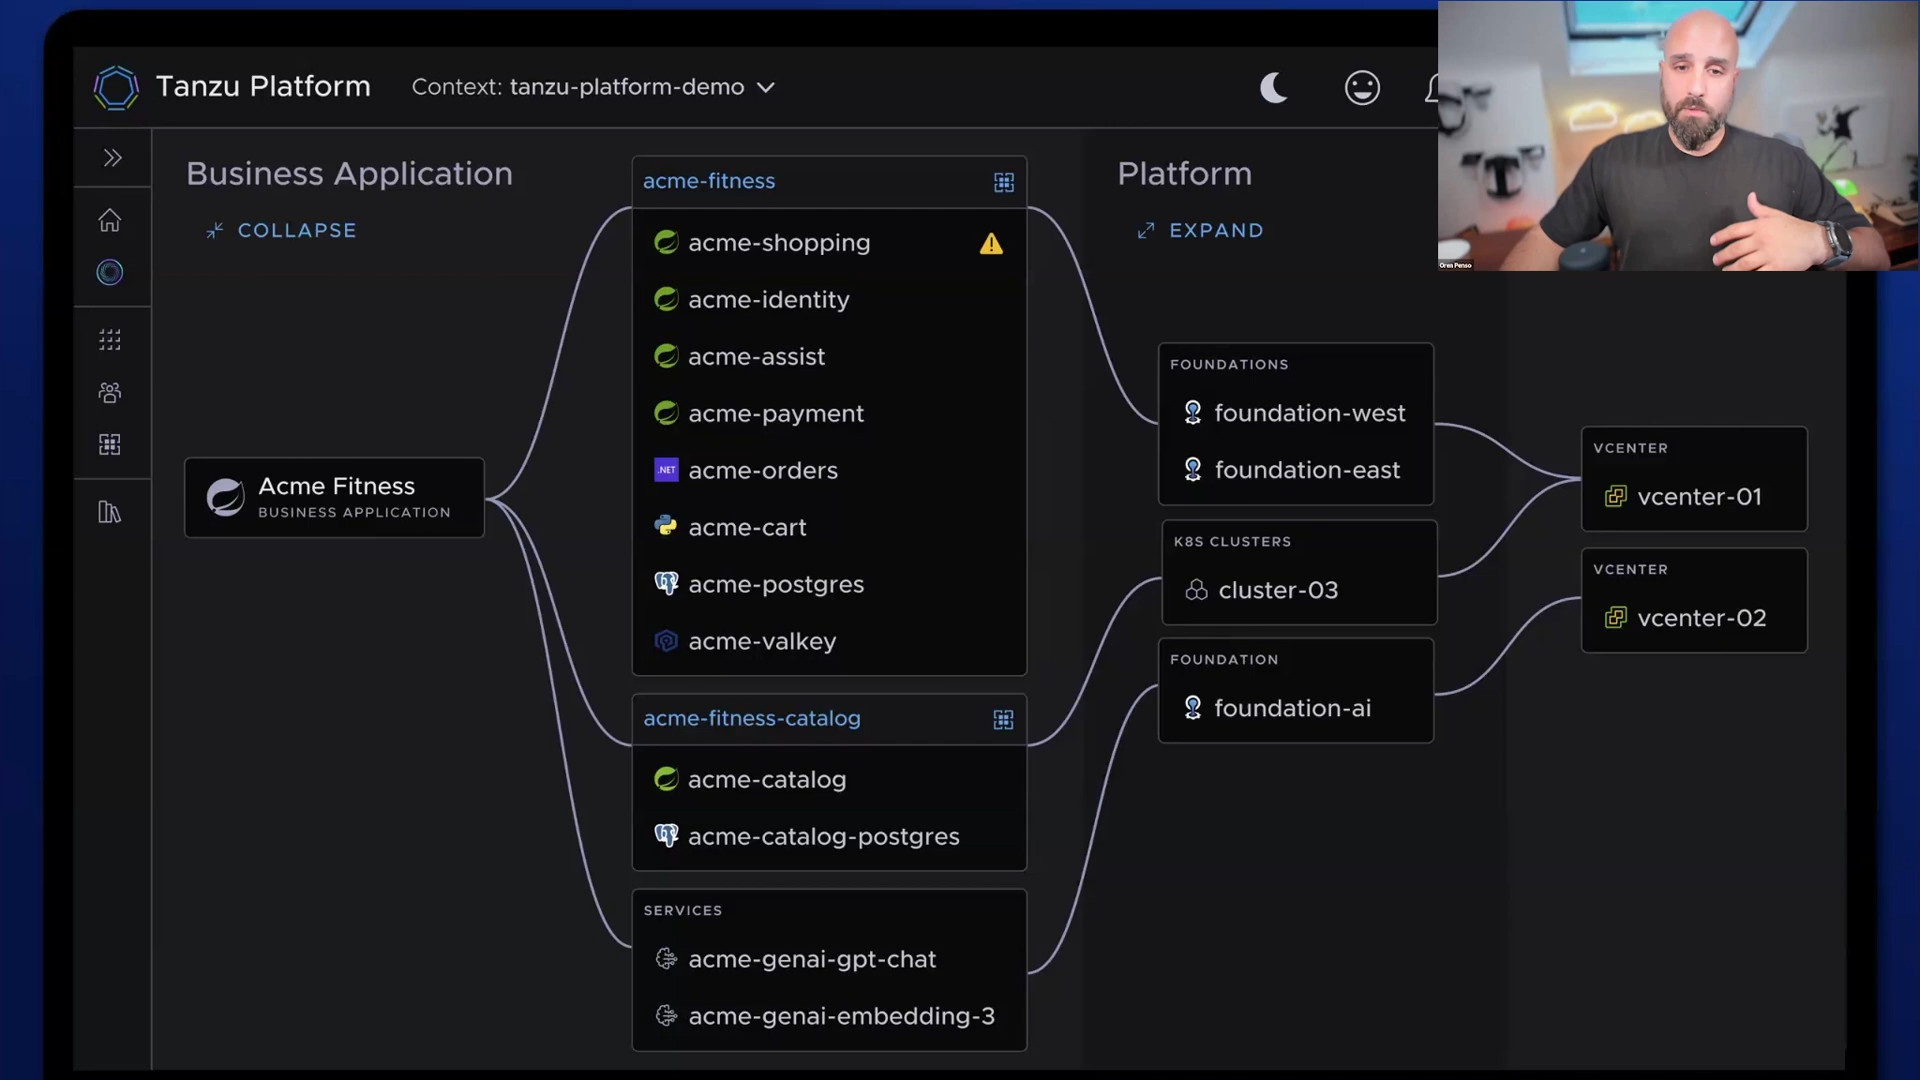 Tanzu Platform
Context: tanzu-platform-demo
Business Application
COLLAPSE
Acme Fitness
BUSINESS APPLICATION
acme-fitness
acme-shopping
acme-identity
acme-assist
acme-payment
.NET
acme-orders
acme-cart
acme-postgres
acme-valkey
acme-fitness-catalog
acme-catalog
acme-catalog-postgres
SERVICES
acme-genai-gpt-chat
acme-genai-embedding-3
Platform
EXPAND
FOUNDATIONS
foundation-west
foundation-east
K8S CLUSTERS
cluster-03
FOUNDATION
foundation-ai
VCENTER
vcenter-01
VCENTER
vcenter-02
Oren Penso